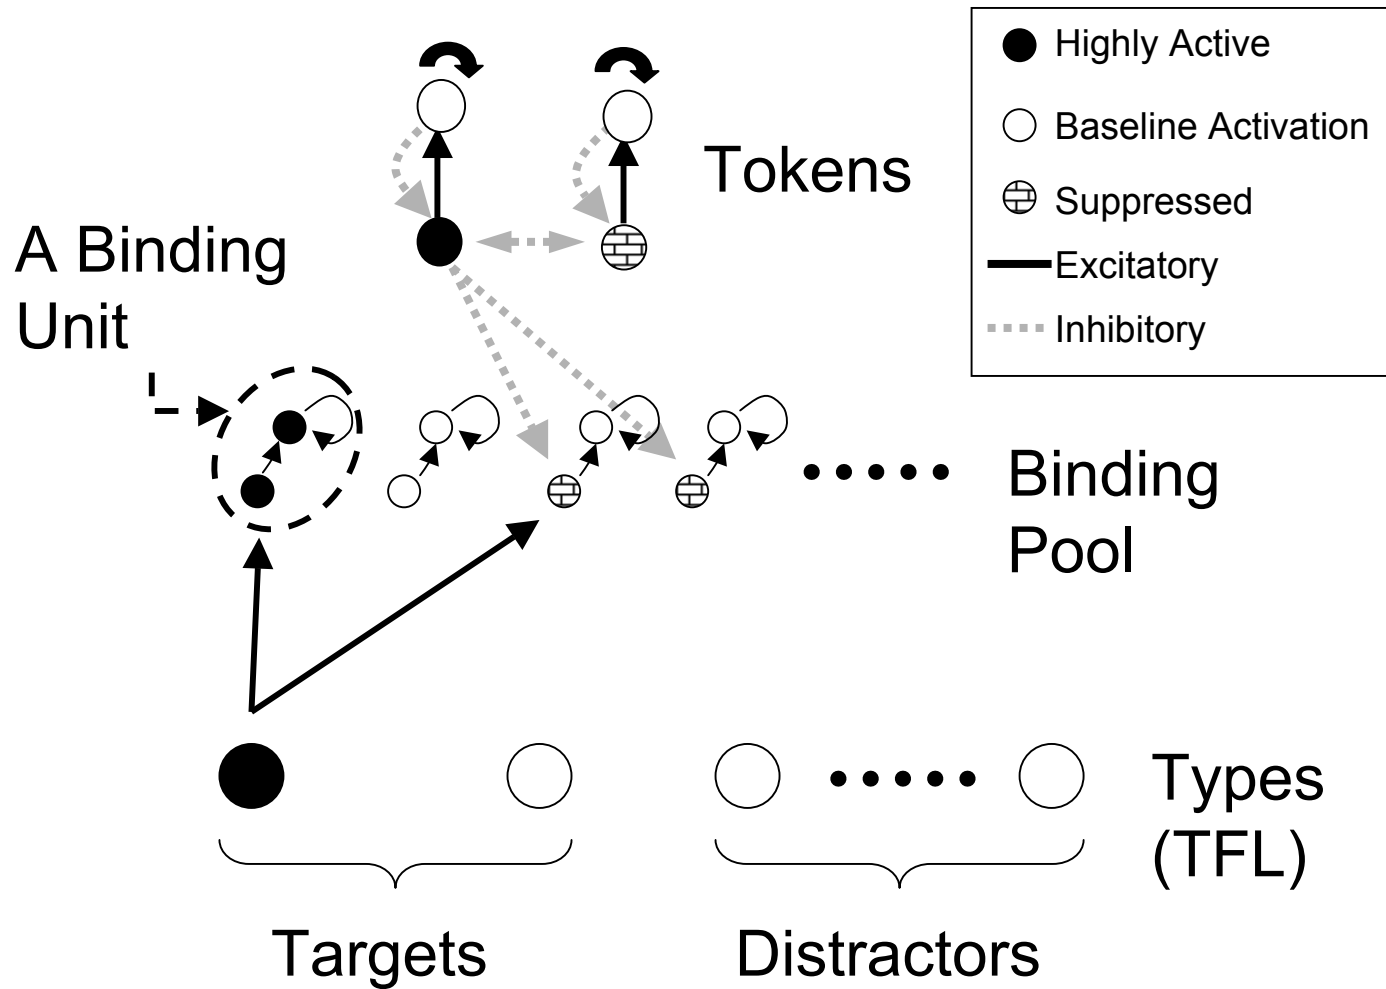 Highly Active
Baseline Activation
Suppressed
Excitatory
Inhibitory
Tokens
A Binding
Unit
Binding
Pool
Types
(TFL)
Targets
Distractors